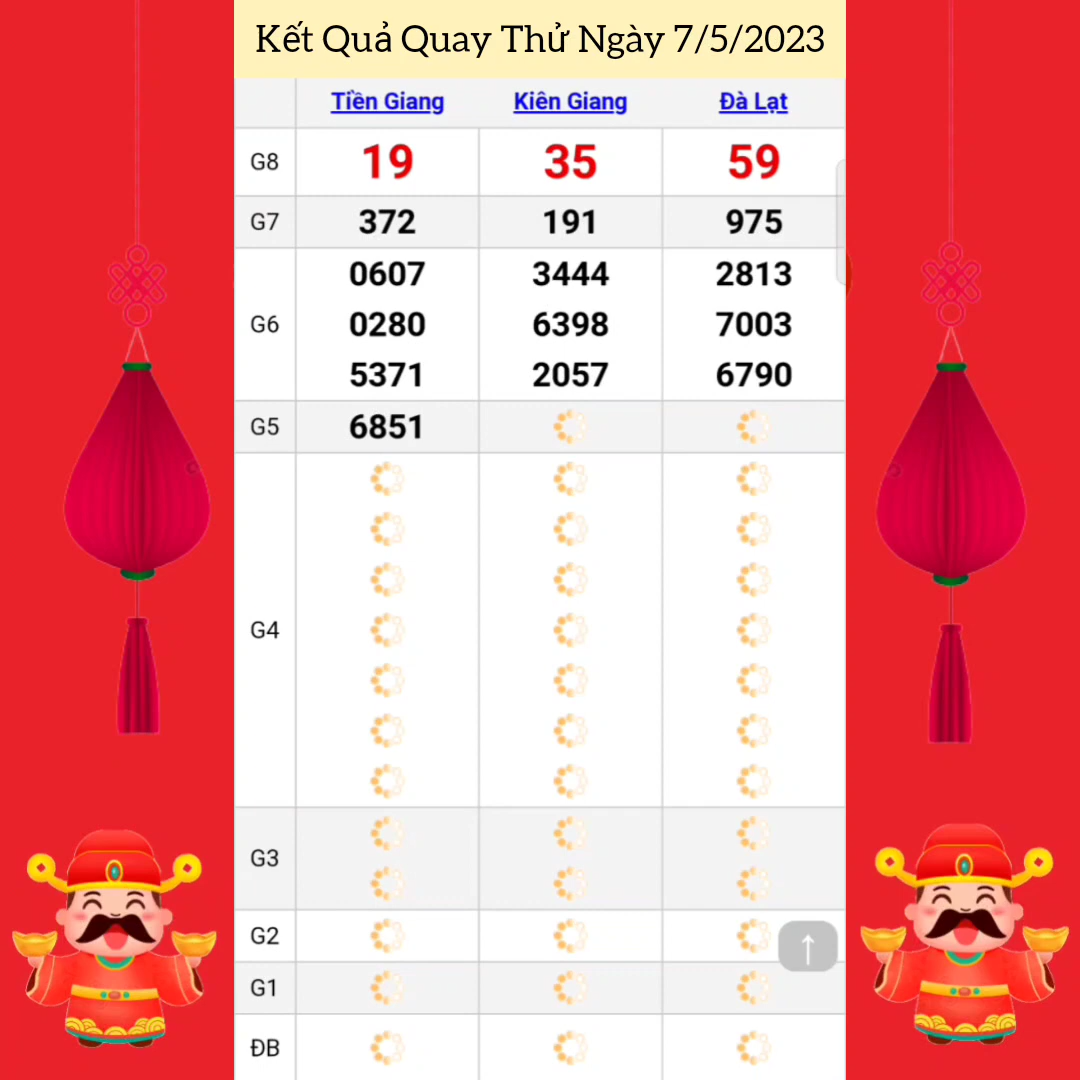 Kết Quả Quay Thử Ngày 7/5/2023
Tiền Giang Kiên Giang Đà Lạt
G8 19 35 59
G7 372 191 975
0607 3444 2813
G6 0280 6398 7003
5371 2057 6790
G5 6851
G4
G3
G2
G1
ĐB